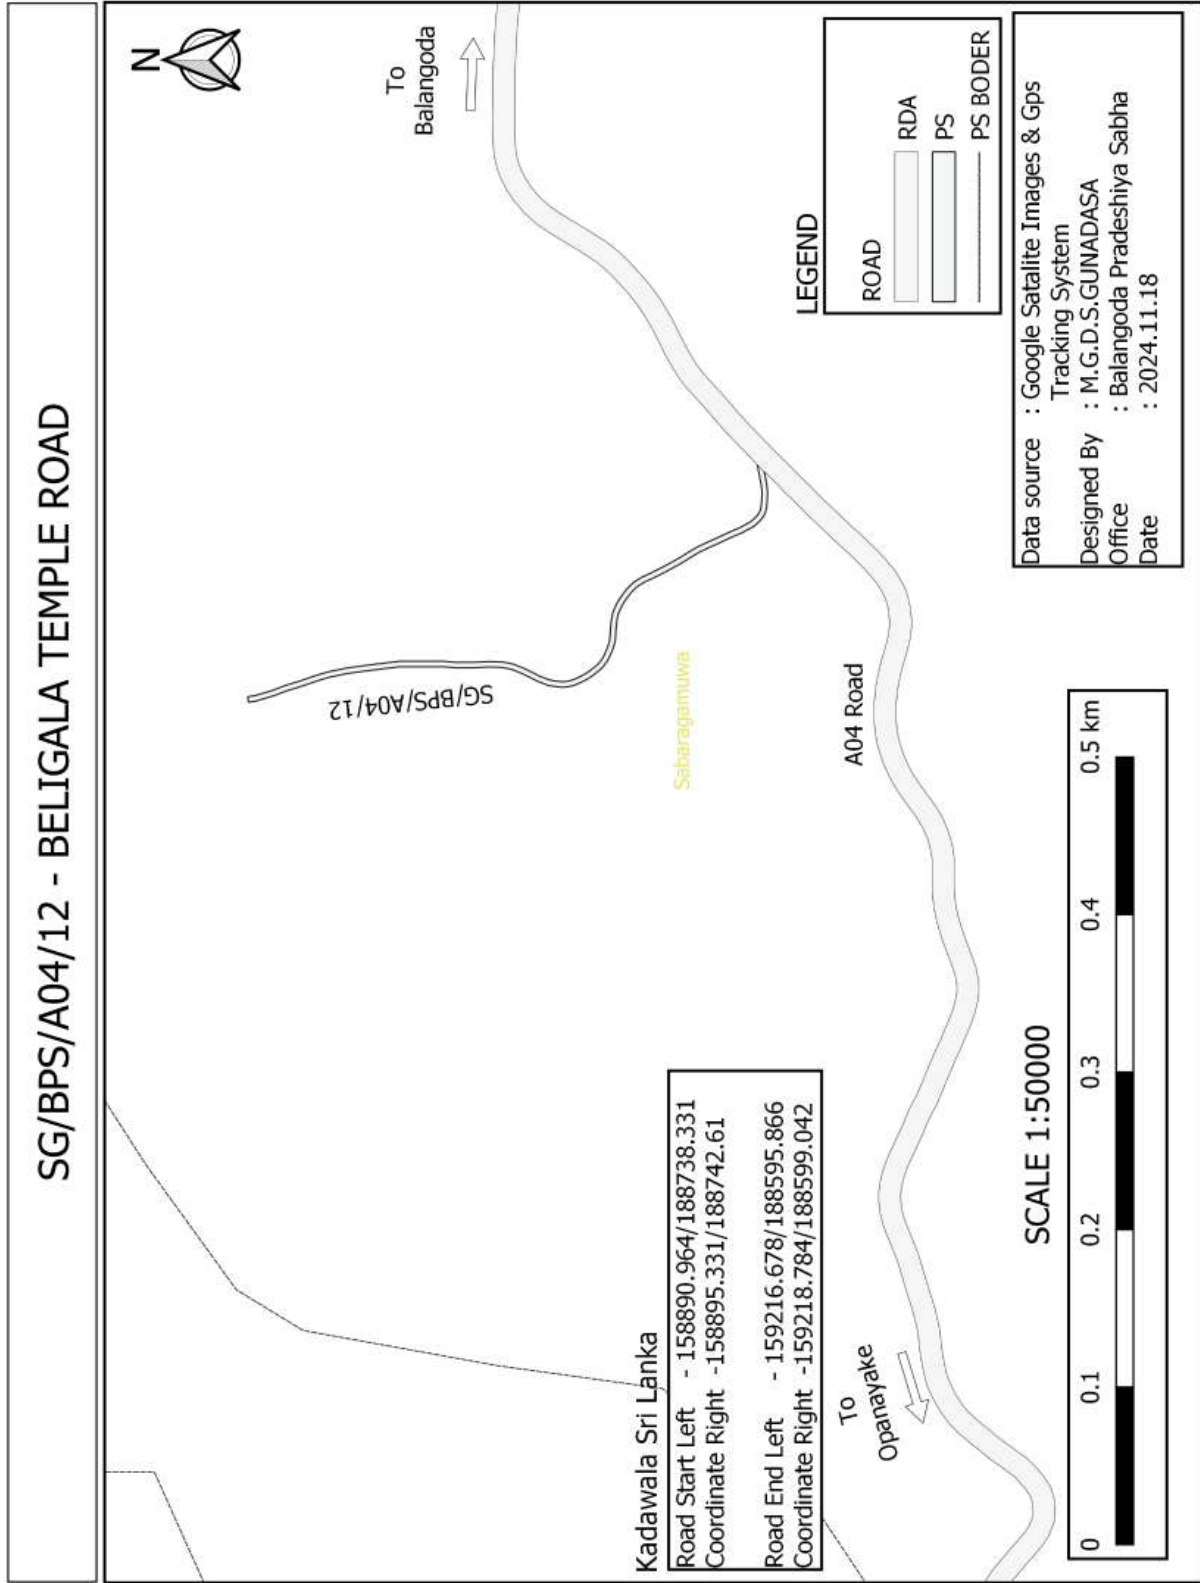 SG/BPS/A04/12 - BELIGALA TEMPLE ROAD
N
To
Balangoda
SG/BPS/A04/12
Sabaragamuwa
A04 Road
Kadawala Sri Lanka
Road Start Left - 158890.964/188738.331
Coordinate Right -158895.331/188742.61
Road End Left - 159216.678/188595.866
Coordinate Right -159218.784/188599.042
To
Opanayake
LEGEND
ROAD
RDA
PS
PS BODER
SCALE 1:50000
0 0.1 0.2 0.3 0.4 0.5 km
Data source : Google Satalite Images & Gps
Tracking System
Designed By : M.G.D.S.GUNADASA
Office : Balangoda Pradeshiya Sabha
Date : 2024.11.18